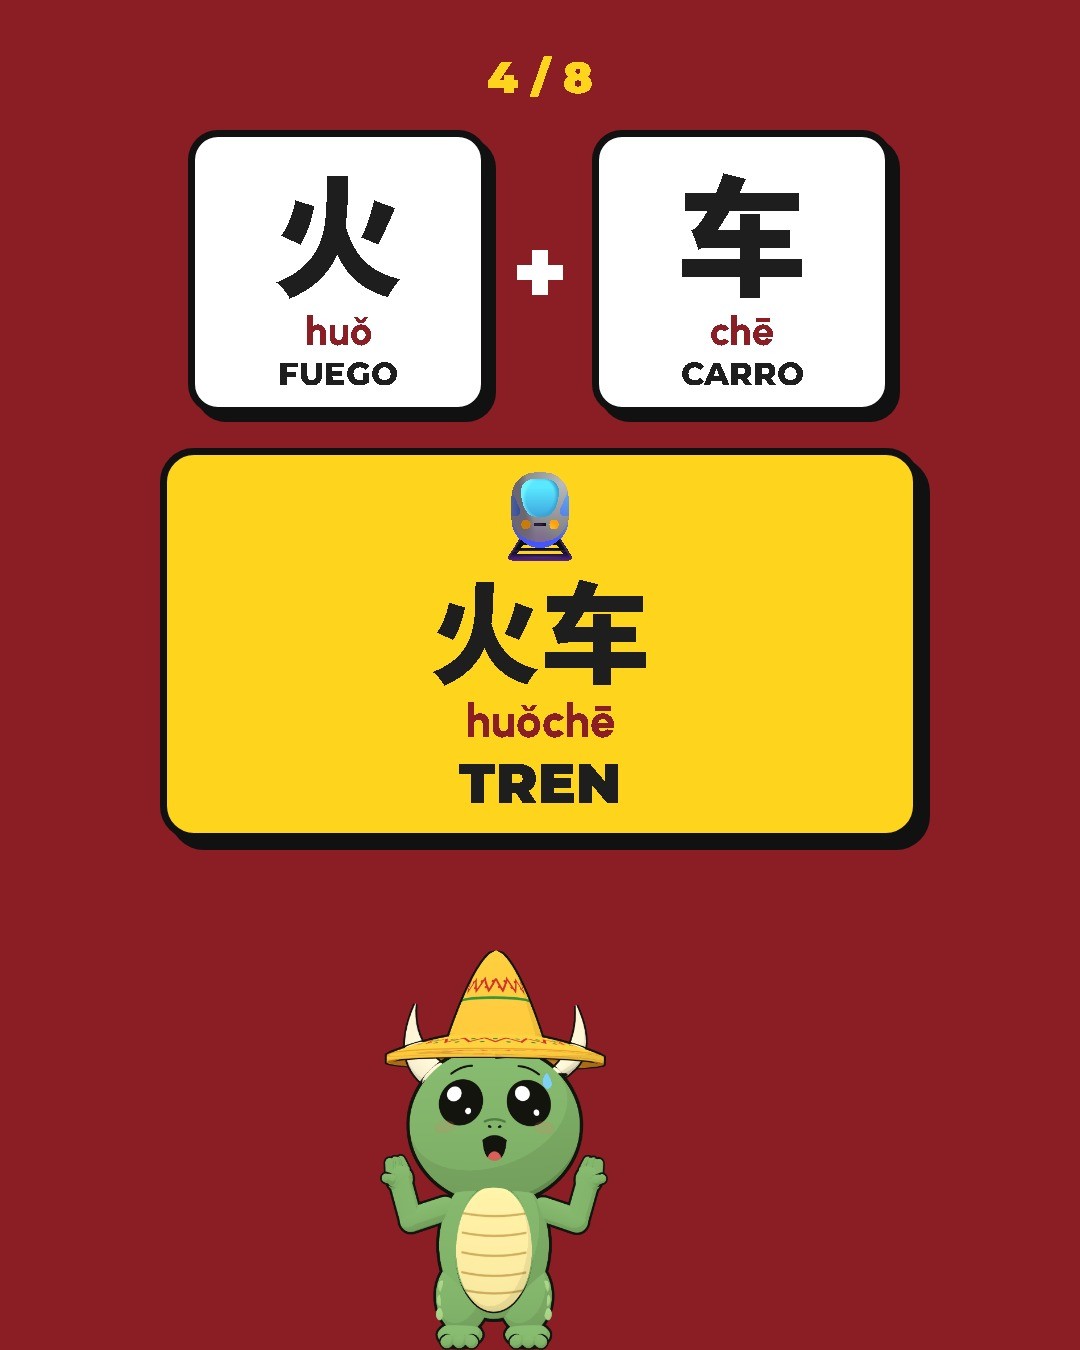 4 / 8
火
huǒ
FUEGO
+
车
chē
CARRO
火车
huǒchē
TREN